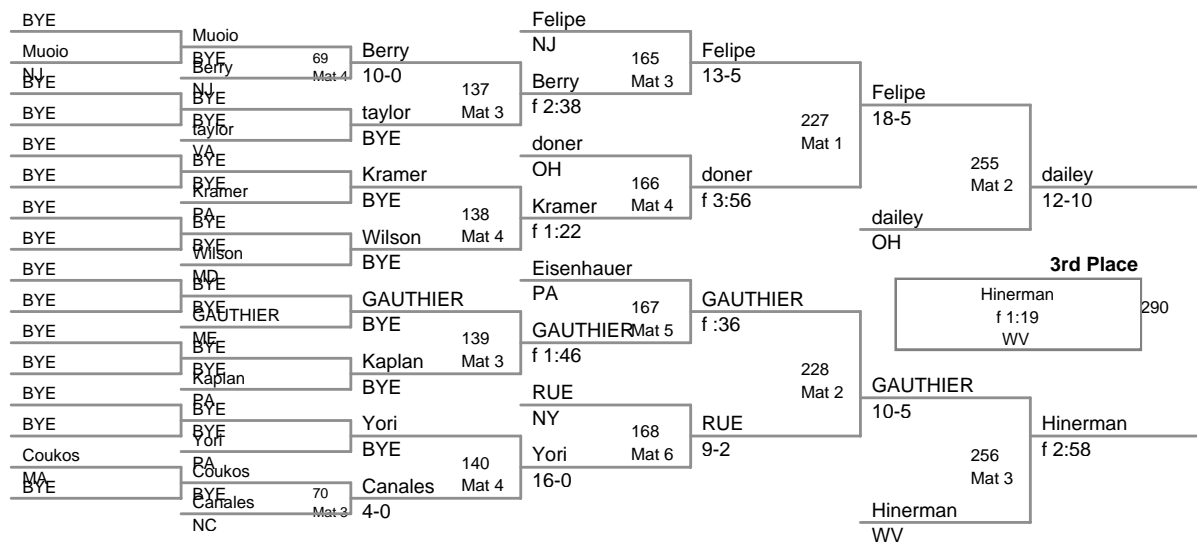 BYE
Muoio
NJ
BYE
BYE
BYE
BYE
BYE
BYE
BYE
BYE
BYE
BYE
BYE
BYE
BYE
Coukos
MA
BYE
Muoio
BYE
Berry
NJ
69
Mat 4
BYE
BYE
taylor
VA
BYE
BYE
Kramer
PA
BYE
BYE
Wilson
MD
BYE
BYE
GAUTHIER
ME
BYE
BYE
Kaplan
PA
BYE
BYE
Yori
PA
Coukos
BYE
Canales
NC
70
Mat 3
Berry
10-0
137
Mat 3
taylor
BYE
Kramer
BYE
138
Mat 4
Wilson
BYE
GAUTHIER
BYE
139
Mat 3
Kaplan
BYE
Yori
BYE
140
Mat 4
Canales
4-0
Felipe
NJ
165
Mat 3
Berry
f 2:38
doner
OH
166
Mat 4
Kramer
f 1:22
Eisenhauer
PA
167
Mat 5
GAUTHIER
f 1:46
RUE
NY
168
Mat 6
Yori
16-0
Felipe
13-5
227
Mat 1
doner
f 3:56
GAUTHIER
f :36
228
Mat 2
RUE
9-2
Felipe
18-5
255
Mat 2
dailey
OH
GAUTHIER
10-5
256
Mat 3
Hinerman
WV
dailey
12-10
3rd Place
Hinerman
f 1:19
WV
290
Hinerman
f 2:58